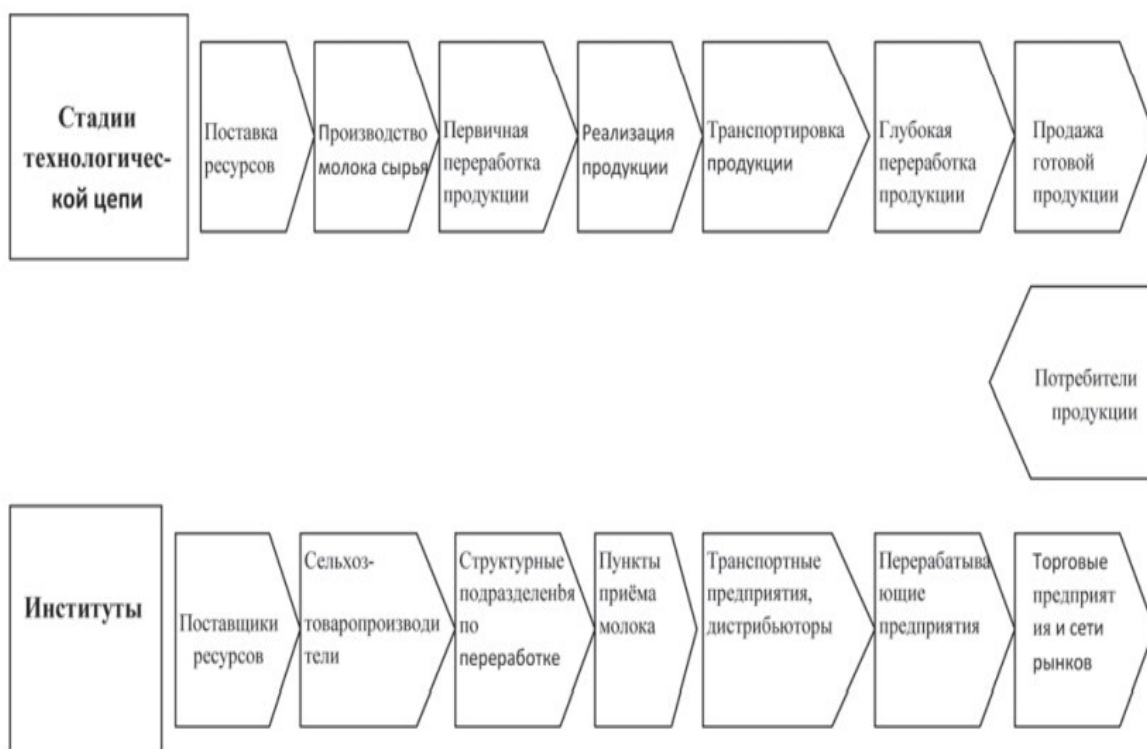 Стадии
технологичес-
кой цепи
Поставка
ресурсов
Производство
молока сырья
Первичная
переработка
продукции
Реализация
продукции
Транспортировка
продукции
Глубокая
переработка
продукции
Продажа
готовой
продукции
Потребители
продукции
Институты
Поставщики
ресурсов
Сельхоз-
товаропроизводи
тели
Структурные
подразделенbя
по
переработке
Пункты
приёма
молока
Транспортные
предприятия,
дистрибьюторы
Перерабатыва
ющие
предприятия
Торговые
предприят
ия и сети
рынков